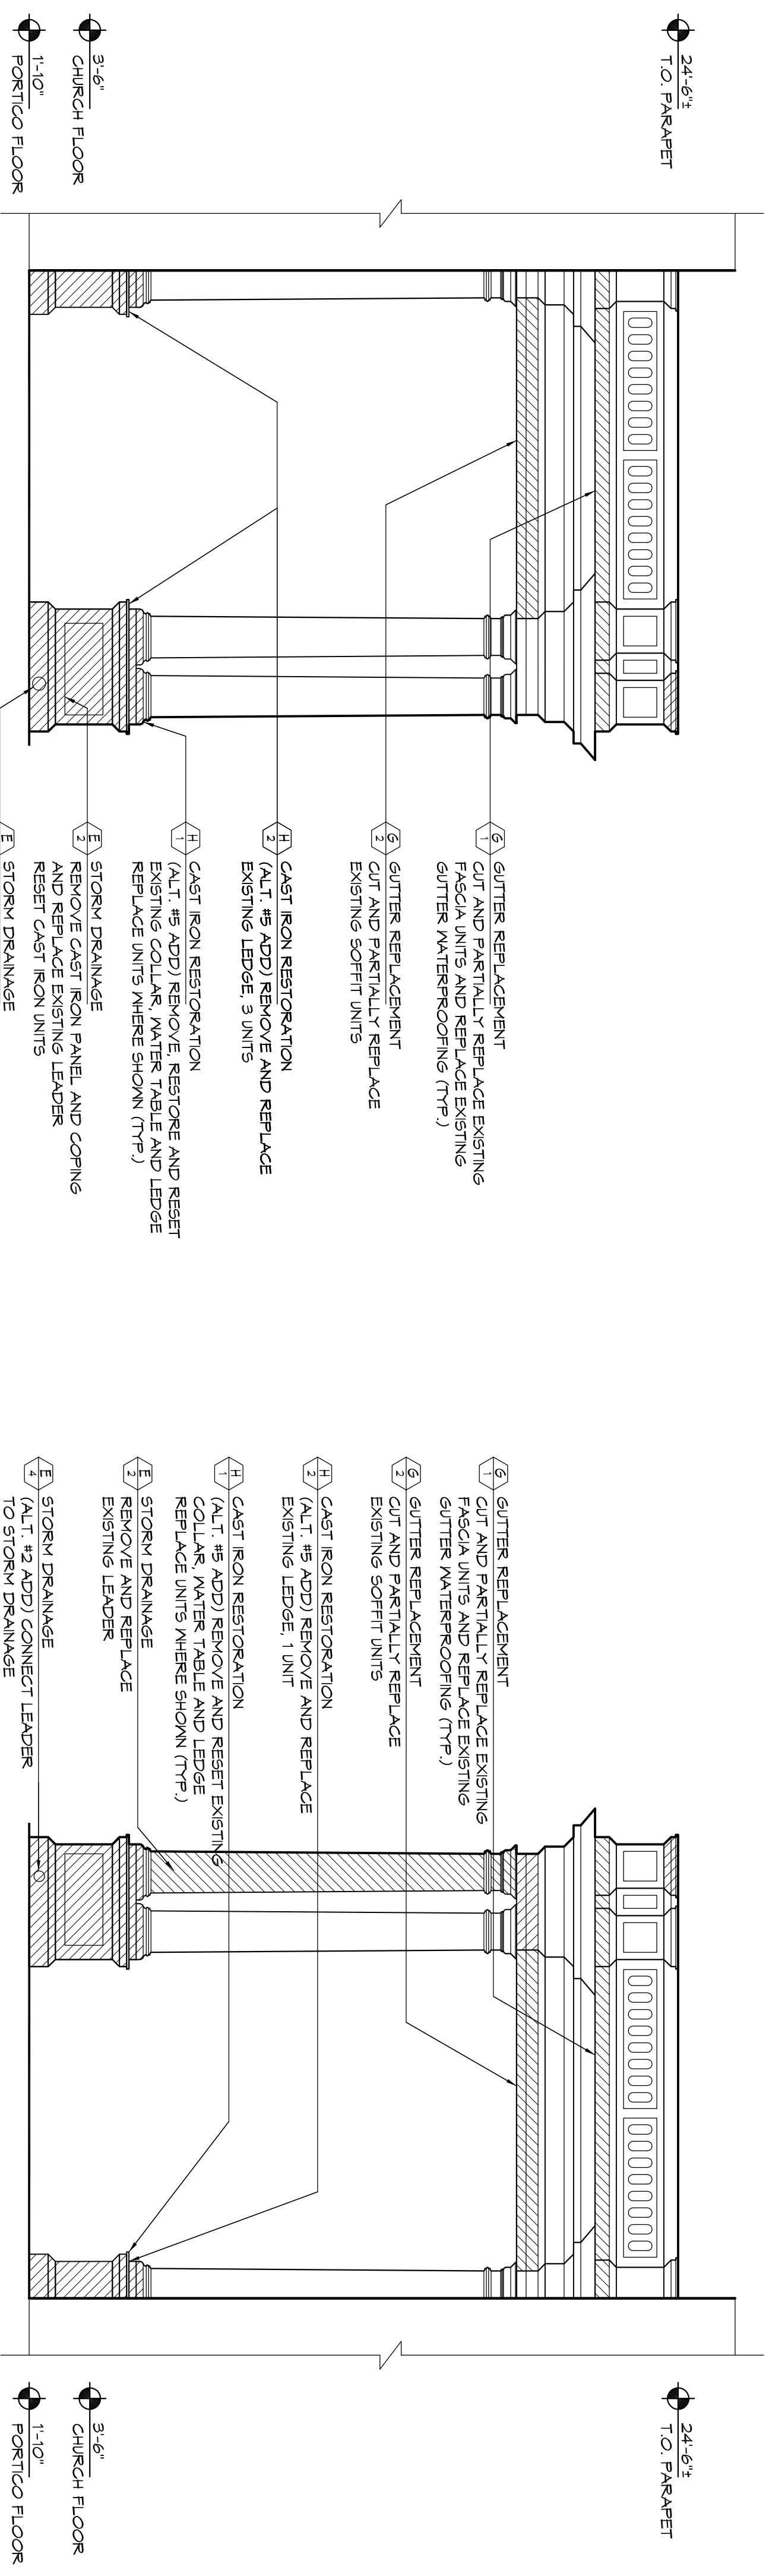 24'-6"±
T.O. PARAPET
3'-6"
CHURCH FLOOR
1'-10"
PORTICO FLOOR
G
1
GUTTER REPLACEMENT
CUT AND PARTIALLY REPLACE EXISTING
FASCIA UNITS AND REPLACE EXISTING
GUTTER WATERPROOFING (TYP.)
G
2
GUTTER REPLACEMENT
CUT AND PARTIALLY REPLACE
EXISTING SOFFIT UNITS
H
2
CAST IRON RESTORATION
(ALT. #5 ADD) REMOVE AND REPLACE
EXISTING LEDGE, 3 UNITS
H
1
CAST IRON RESTORATION
(ALT. #5 ADD) REMOVE, RESTORE AND RESET
EXISTING COLLAR, WATER TABLE AND LEDGE
REPLACE UNITS WHERE SHOWN (TYP.)
E
2
STORM DRAINAGE
REMOVE CAST IRON PANEL AND COPING
AND REPLACE EXISTING LEADER
RESET CAST IRON UNITS
E
STORM DRAINAGE
G
1
GUTTER REPLACEMENT
CUT AND PARTIALLY REPLACE EXISTING
FASCIA UNITS AND REPLACE EXISTING
GUTTER WATERPROOFING (TYP.)
G
2
GUTTER REPLACEMENT
CUT AND PARTIALLY REPLACE
EXISTING SOFFIT UNITS
H
2
CAST IRON RESTORATION
(ALT. #5 ADD) REMOVE AND REPLACE
EXISTING LEDGE, 1 UNIT
H
1
CAST IRON RESTORATION
(ALT. #5 ADD) REMOVE AND RESET EXISTING
COLLAR, WATER TABLE AND LEDGE
REPLACE UNITS WHERE SHOWN (TYP.)
E
2
STORM DRAINAGE
REMOVE AND REPLACE
EXISTING LEADER
E
4
STORM DRAINAGE
(ALT. #2 ADD) CONNECT LEADER
TO STORM DRAINAGE
24'-6"±
T.O. PARAPET
3'-6"
CHURCH FLOOR
1'-10"
PORTICO FLOOR